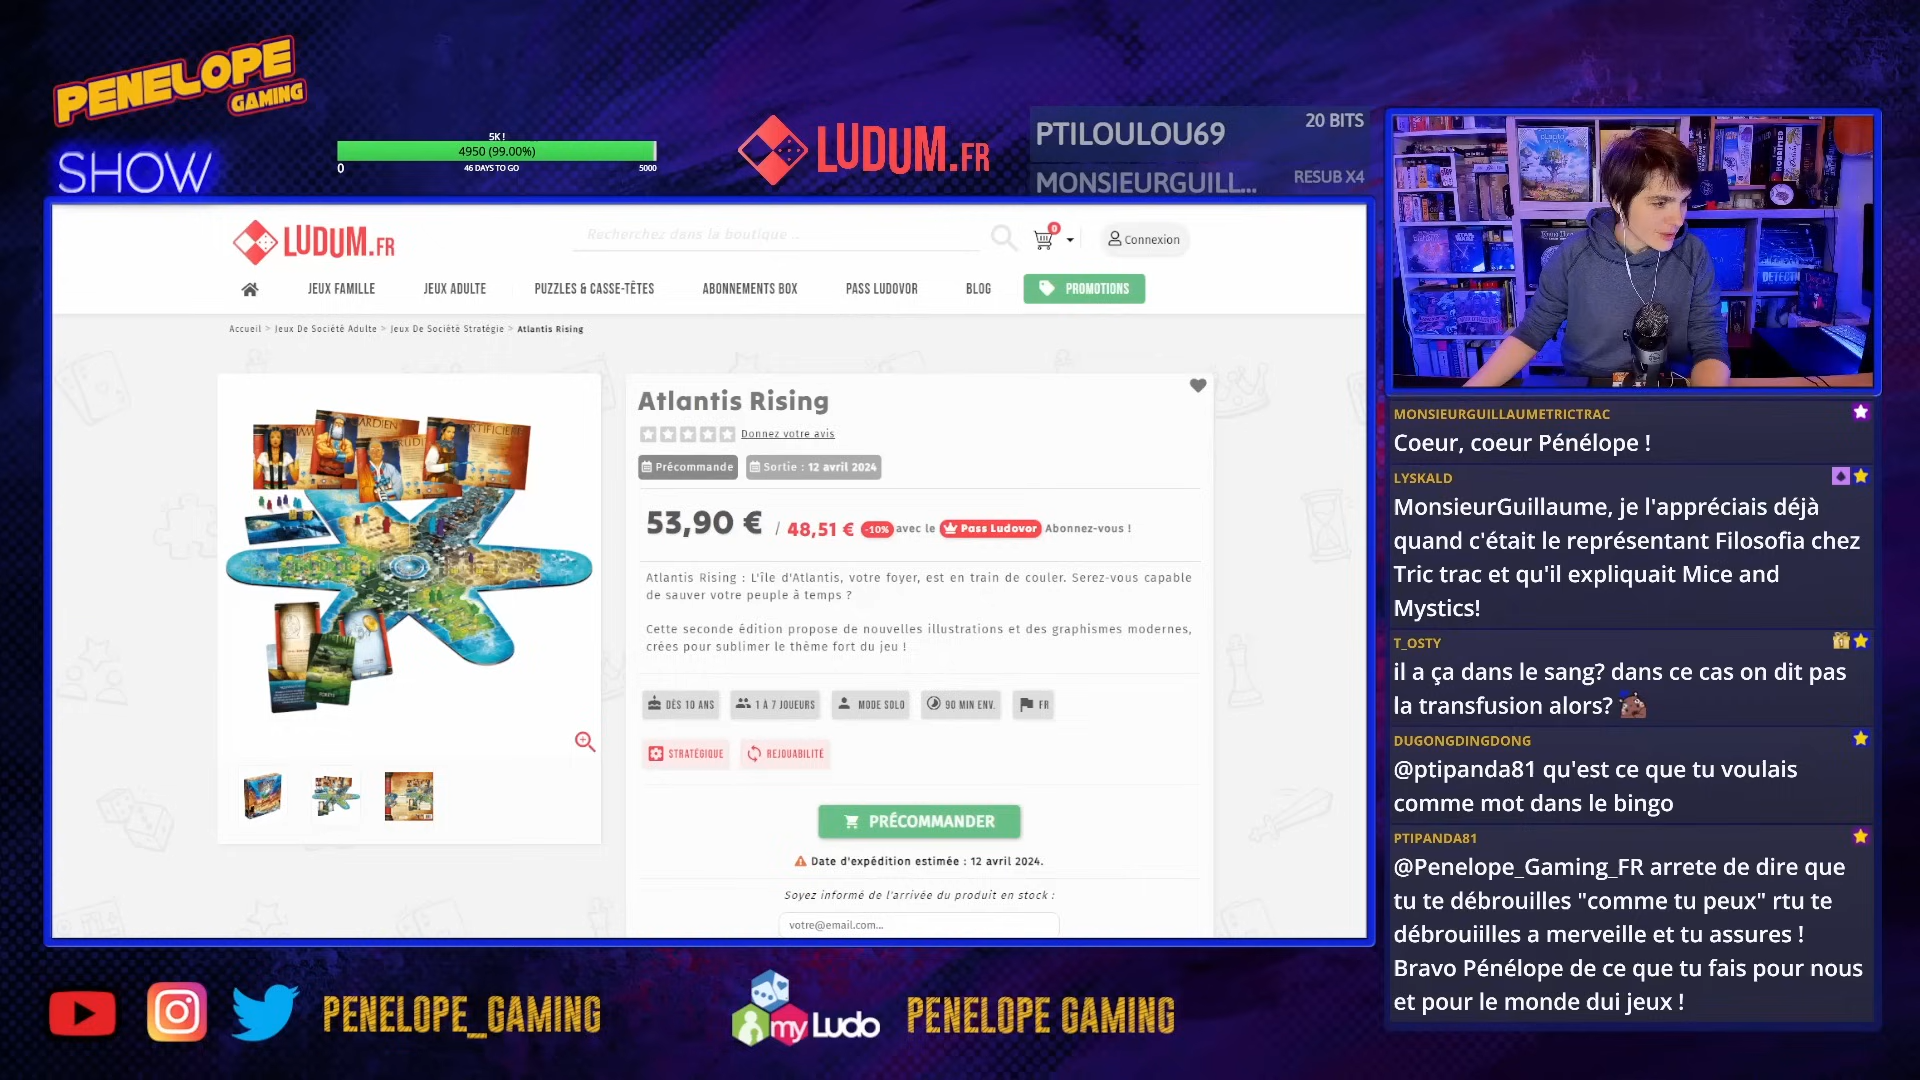 PENELOPE
GAMING
SHOW
5K !
4950 (99.00%)
0
46 DAYS TO GO
5000
LUDUM.FR
PTILOULOU69
20 BITS
MONSIEURGUILL...
RESUB X4
LUDUM.FR
Recherchez dans la boutique ..
0
Connexion
JEUX FAMILLE
JEUX ADULTE
PUZZLES & CASSE-TÊTES
ABONNEMENTS BOX
PASS LUDOVOR
BLOG
PROMOTIONS
Accueil > Jeux De Société Adulte > Jeux De Société Stratégie > Atlantis Rising
Atlantis Rising
Donnez votre avis
Précommande
Sortie : 12 avril 2024
53,90 € / 48,51 € -10% avec le Pass Ludovor Abonnez-vous !
Atlantis Rising : L'île d'Atlantis, votre foyer, est en train de couler. Serez-vous capable
de sauver votre peuple à temps ?
Cette seconde édition propose de nouvelles illustrations et des graphismes modernes,
crées pour sublimer le thème fort du jeu !
DÈS 10 ANS
1 À 7 JOUEURS
MODE SOLO
90 MIN ENV.
FR
STRATÉGIQUE
REJOUABILITÉ
PRÉCOMMANDER
Date d'expédition estimée : 12 avril 2024.
Soyez informé de l'arrivée du produit en stock :
votre@email.com...
MONSIEURGUILLAUMETRICTRAC
Coeur, coeur Pénélope !
LYSKALD
MonsieurGuillaume, je l'appréciais déjà
quand c'était le représentant Filosofia chez
Tric trac et qu'il expliquait Mice and
Mystics!
T_OSTY
il a ça dans le sang? dans ce cas on dit pas
la transfusion alors?
DUGONGDINGDONG
@ptipanda81 qu'est ce que tu voulais
comme mot dans le bingo
PTIPANDA81
@Penelope_Gaming_FR arrete de dire que
tu te débrouilles "comme tu peux" rtu te
débrouiilles a merveille et tu assures !
Bravo Pénélope de ce que tu fais pour nous
et pour le monde dui jeux !
PENELOPE_GAMING
myLudo
PENELOPE GAMING